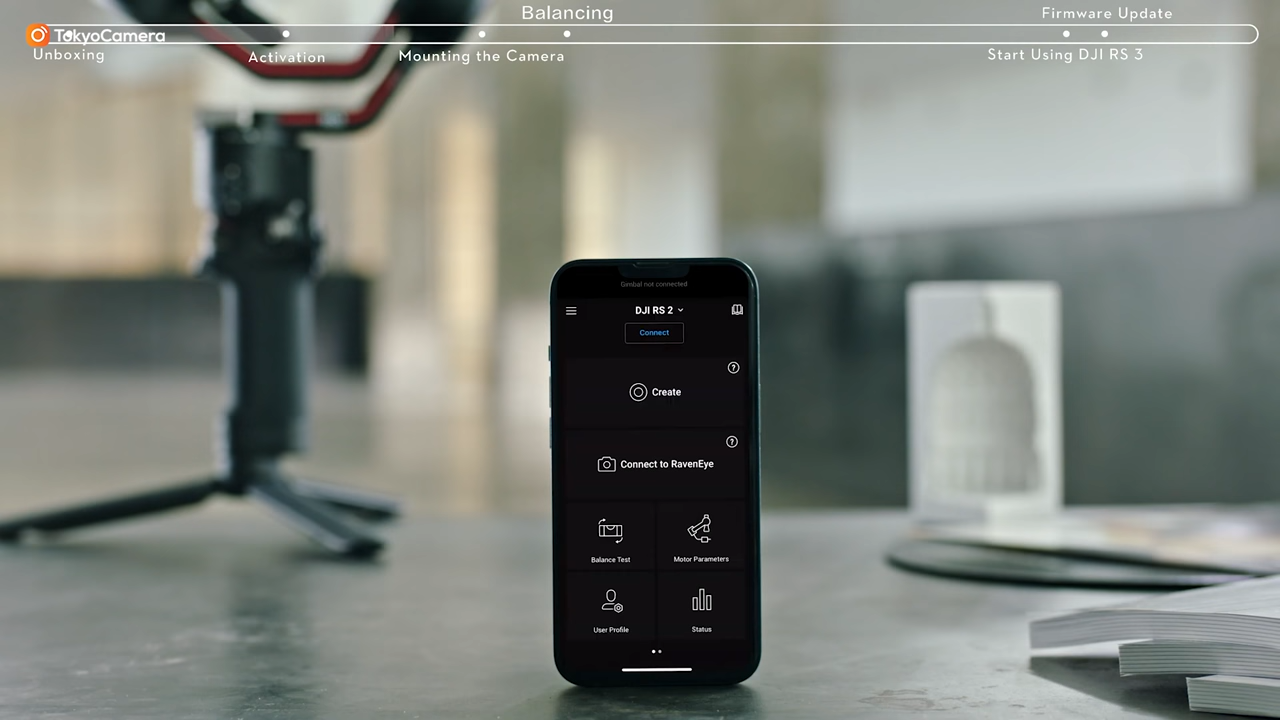 Balancing
Firmware Update
TokyoCamera
Unboxing
Activation
Mounting the Camera
Start Using DJI RS 3
Gimbal not connected
DJI RS 2
Connect
Create
Connect to RavenEye
Balance Test
Motor Parameters
User Profile
Status